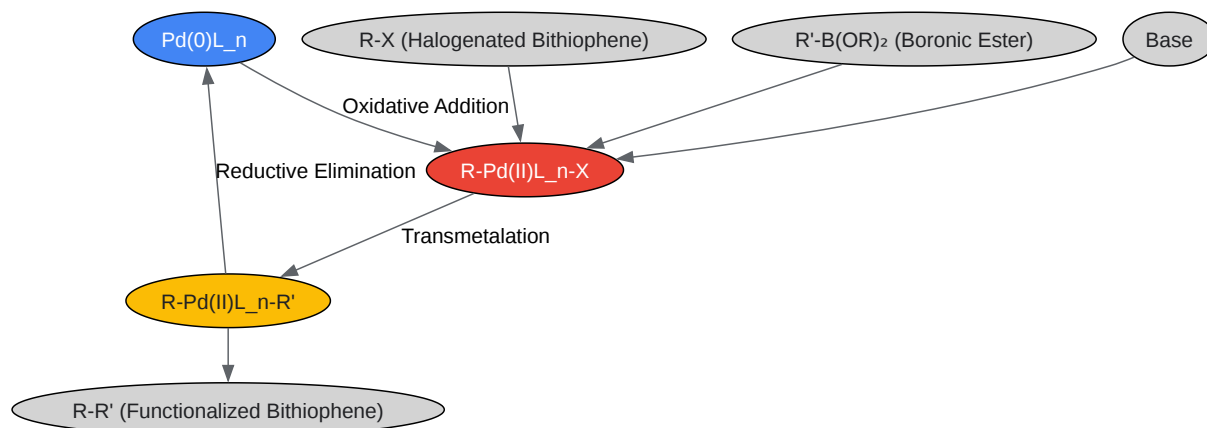 Pd(0)L_n
R-X (Halogenated Bithiophene)
R'-B(OR)₂ (Boronic Ester)
Base
Oxidative Addition
R-Pd(II)L_n-X
Reductive Elimination
Transmetalation
R-Pd(II)L_n-R'
R-R' (Functionalized Bithiophene)